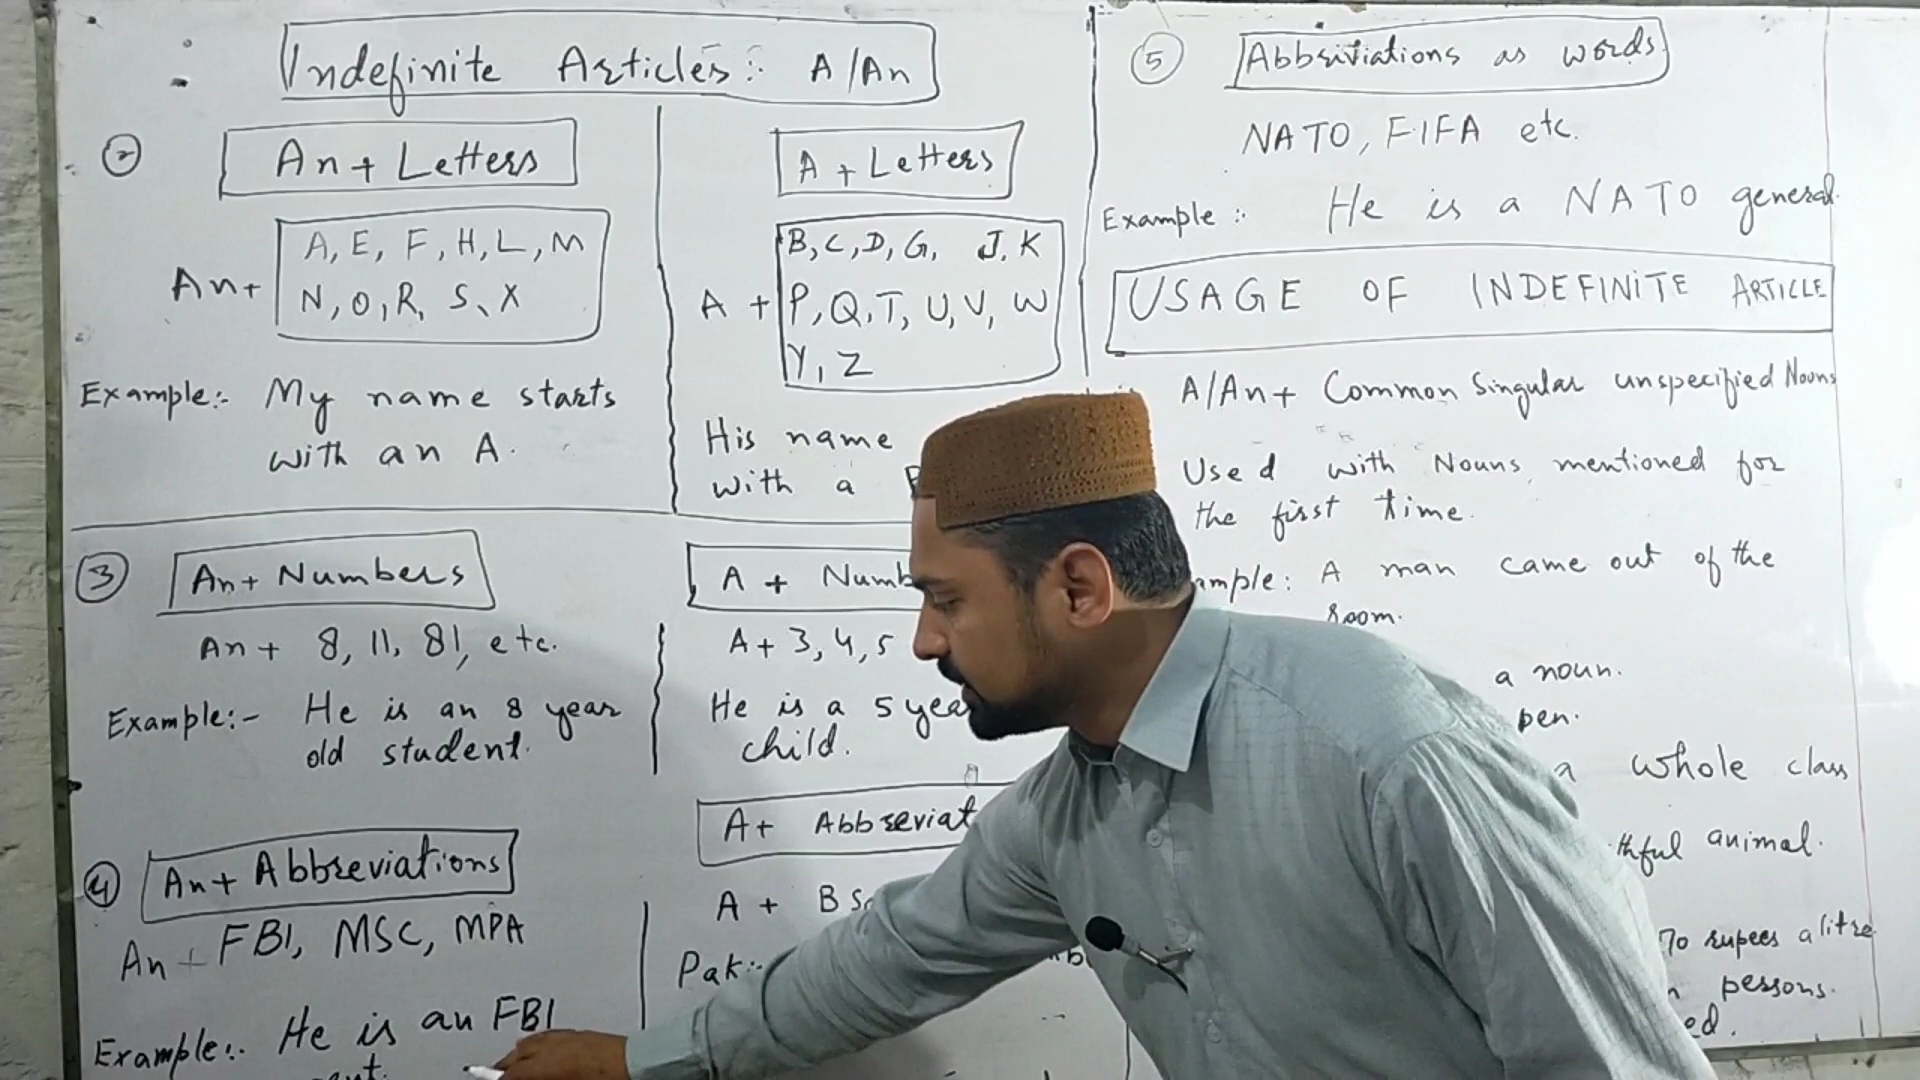 Indefinite Articles:- A/An
2 An + Letters
An+ A, E, F, H, L, M
N, O, R, S, X
Example:- My name starts
with an A.
A + Letters
A + B, C, D, G, J, K
P, Q, T, U, V, W
Y, Z
His name
with a
3 An+ Numbers
An + 8, 11, 81, etc.
Example:- He is an 8 year
old student.
A + Numb
A + 3, 4, 5
He is a 5 yea
child.
4 An+ Abbreviations
An + FBI, MSC, MPA
Example:- He is an FBI
A+ Abbreviat
A + BSc
Pak:-
5 Abbriviations as words
NATO, FIFA etc.
Example :- He is a NATO general.
USAGE OF INDEFINITE ARTICLE
A/An + Common Singular unspecified Nouns
Used with Nouns mentioned for
the first time.
ample: A man came out of the
room.
a noun.
pen.
a whole class
thful animal.
70 rupees a litre
persons.
ed.